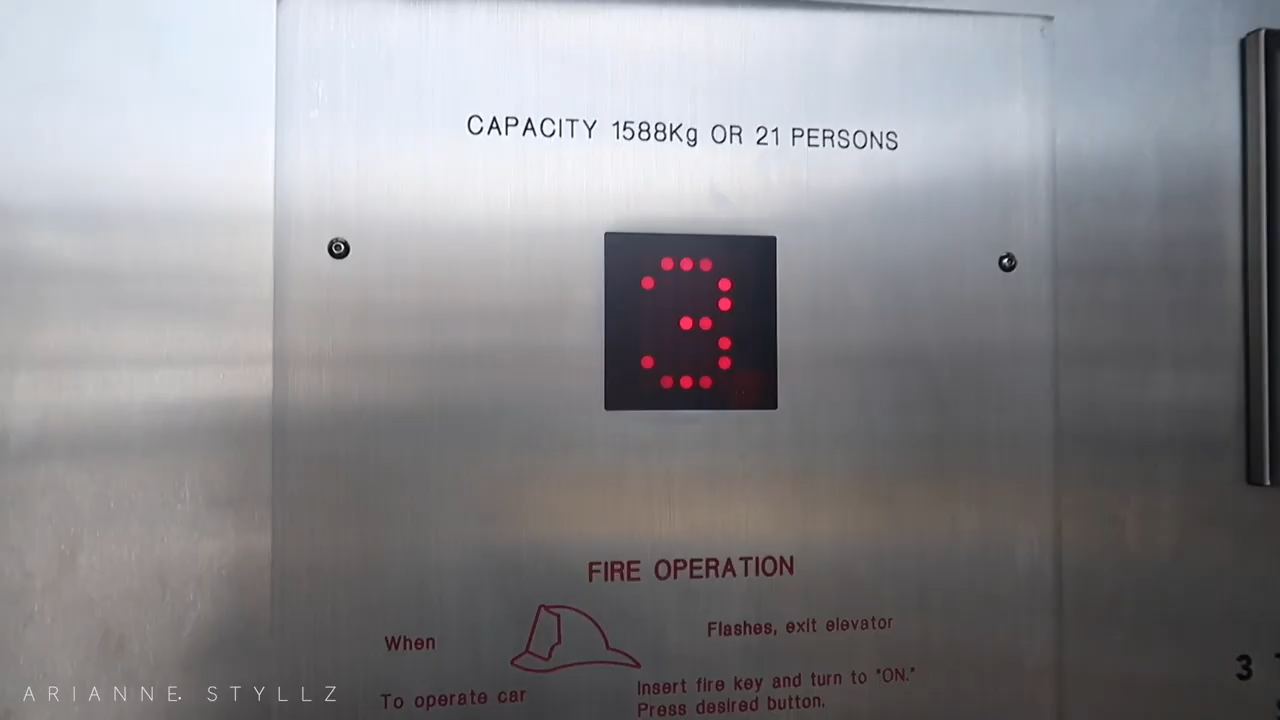 CAPACITY 1588Kg OR 21 PERSONS
3
FIRE OPERATION
When Flashes, exit elevator
To operate car Insert fire key and turn to "ON."
Press desired button.
3
ARIANNE STYLLZ